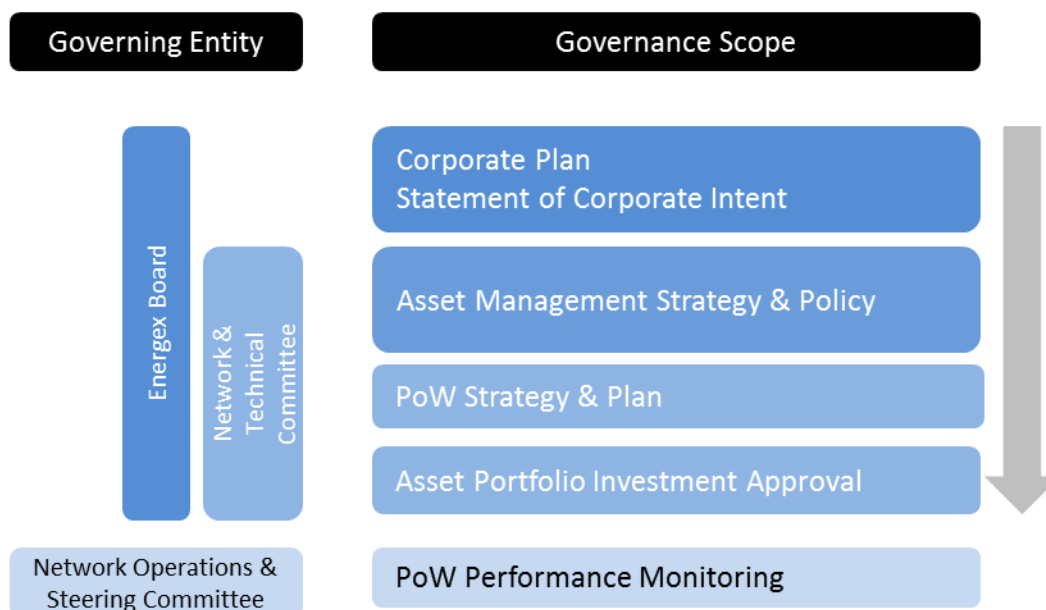 Governing Entity
Governance Scope
Energex Board
Network &
Technical
Committee
Corporate Plan
Statement of Corporate Intent
Asset Management Strategy & Policy
PoW Strategy & Plan
Asset Portfolio Investment Approval
Network Operations &
Steering Committee
PoW Performance Monitoring